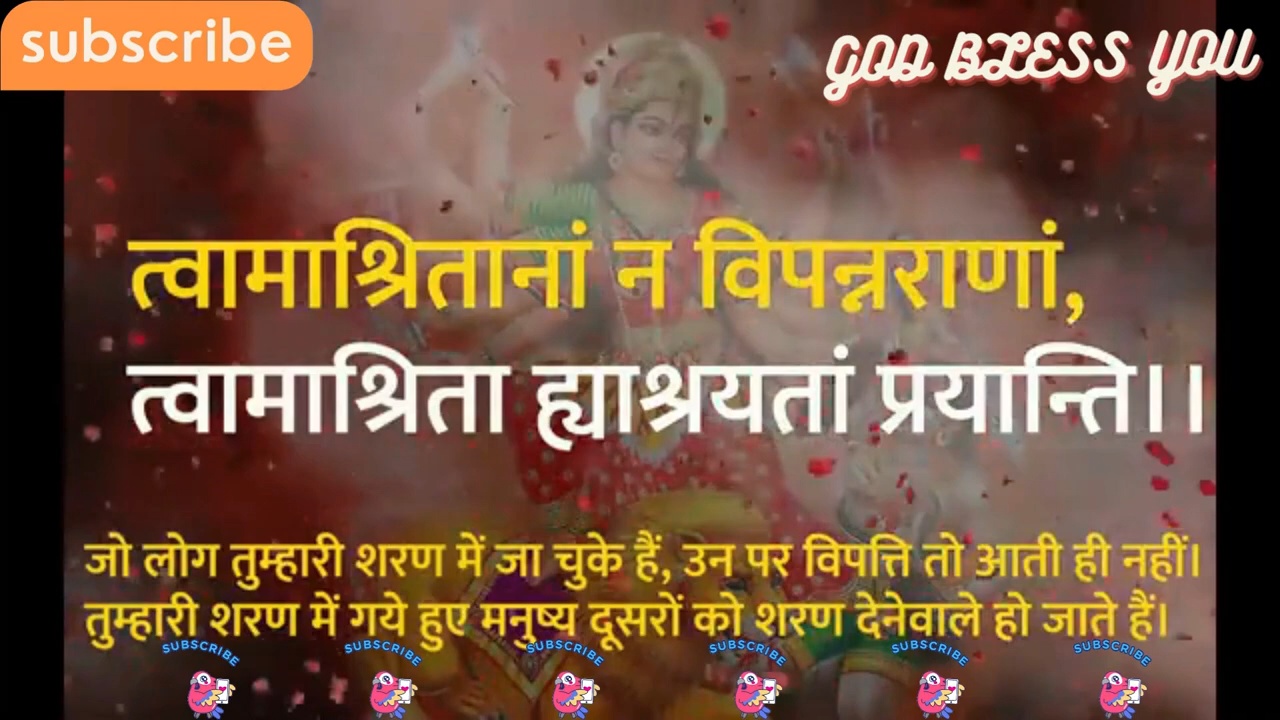 subscribe
GOD BLESS YOU
त्वामाश्रितानां न विपन्नराणां,
त्वामाश्रिता ह्याश्रयतां प्रयान्ति।।
जो लोग तुम्हारी शरण में जा चुके हैं, उन पर विपत्ति तो आती ही नहीं।
तुम्हारी शरण में गये हुए मनुष्य दूसरों को शरण देनेवाले हो जाते हैं।
SUBSCRIBE SUBSCRIBE SUBSCRIBE SUBSCRIBE SUBSCRIBE SUBSCRIBE